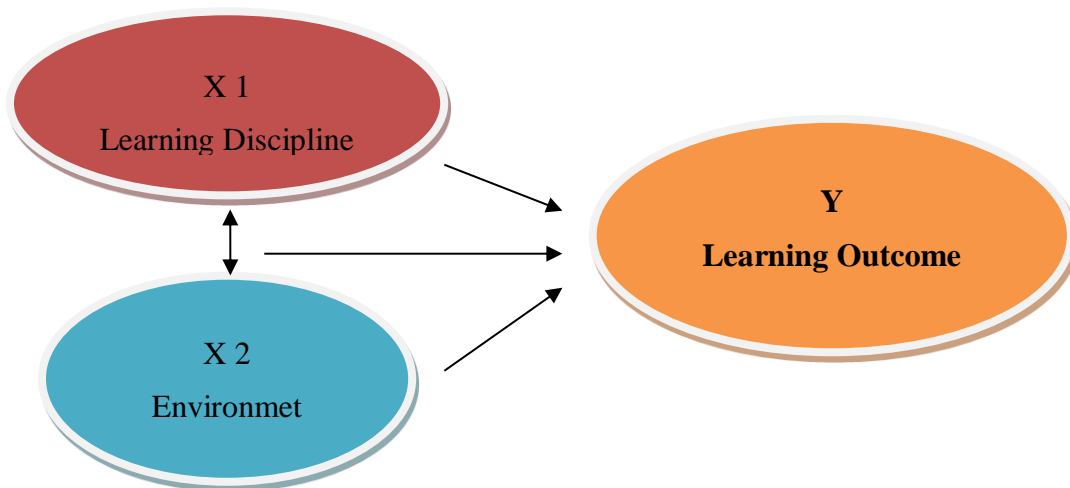 X 1
Learning Discipline
Y
Learning Outcome
X 2
Environmet